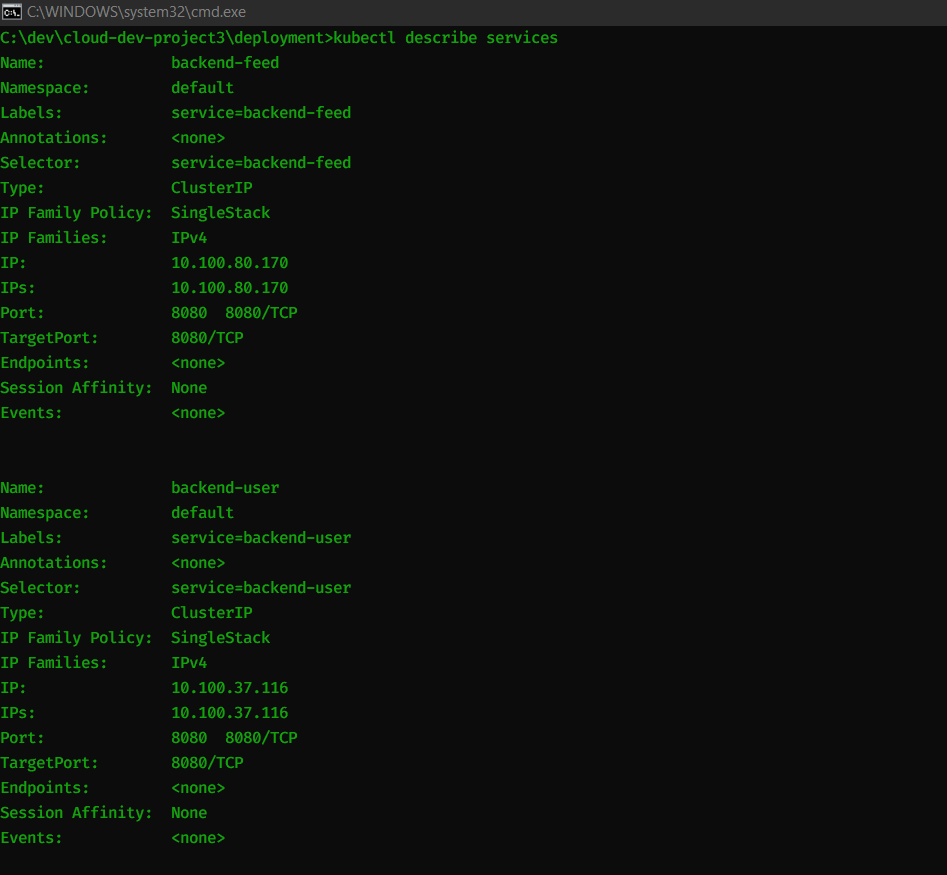 C:\WINDOWS\system32\cmd.exe
C:\dev\cloud-dev-project3\deployment>kubectl describe services
Name:              backend-feed
Namespace:         default
Labels:            service=backend-feed
Annotations:       <none>
Selector:          service=backend-feed
Type:              ClusterIP
IP Family Policy:  SingleStack
IP Families:       IPv4
IP:                10.100.80.170
IPs:               10.100.80.170
Port:              8080  8080/TCP
TargetPort:        8080/TCP
Endpoints:         <none>
Session Affinity:  None
Events:            <none>
Name:              backend-user
Namespace:         default
Labels:            service=backend-user
Annotations:       <none>
Selector:          service=backend-user
Type:              ClusterIP
IP Family Policy:  SingleStack
IP Families:       IPv4
IP:                10.100.37.116
IPs:               10.100.37.116
Port:              8080  8080/TCP
TargetPort:        8080/TCP
Endpoints:         <none>
Session Affinity:  None
Events:            <none>